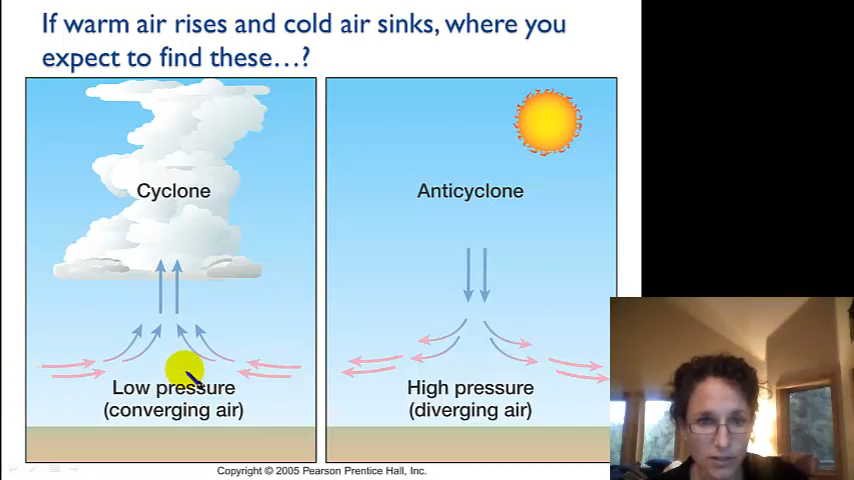 If warm air rises and cold air sinks, where you
expect to find these...?
Cyclone
Low pressure
(converging air)
Anticyclone
High pressure
(diverging air)
Copyright © 2005 Pearson Prentice Hall, Inc.